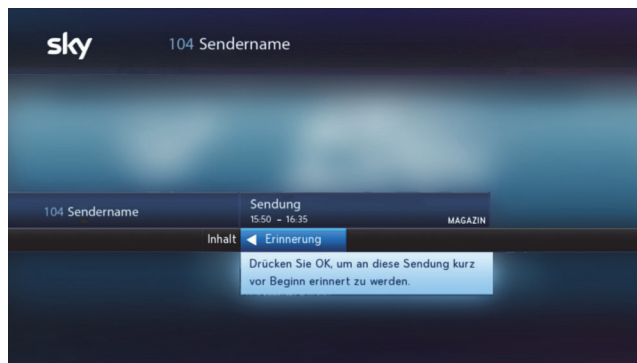 sky
104 Sendername
Sendung
104 Sendername
15:50 – 16:35
MAGAZIN
Inhalt
Erinnerung
Drücken Sie OK, um an diese Sendung kurz
vor Beginn erinnert zu werden.